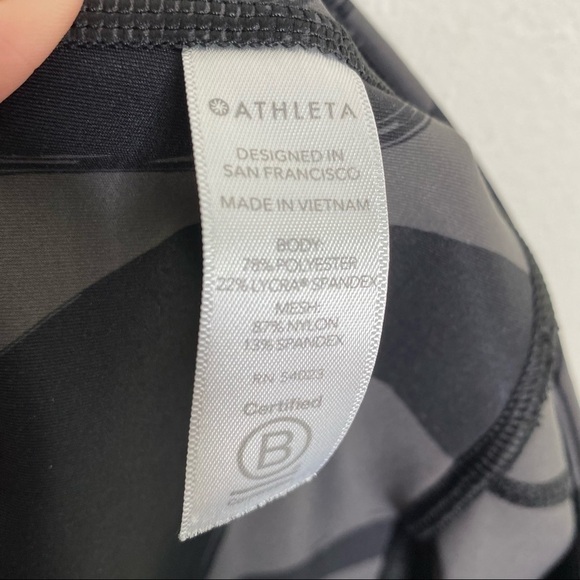 ATHLETA
DESIGNED IN
SAN FRANCISCO
MADE IN VIETNAM
BODY:
78% POLYESTER
22% LYCRA® SPANDEX
MESH:
87% NYLON
13% SPANDEX
RN 54023
Certified
B